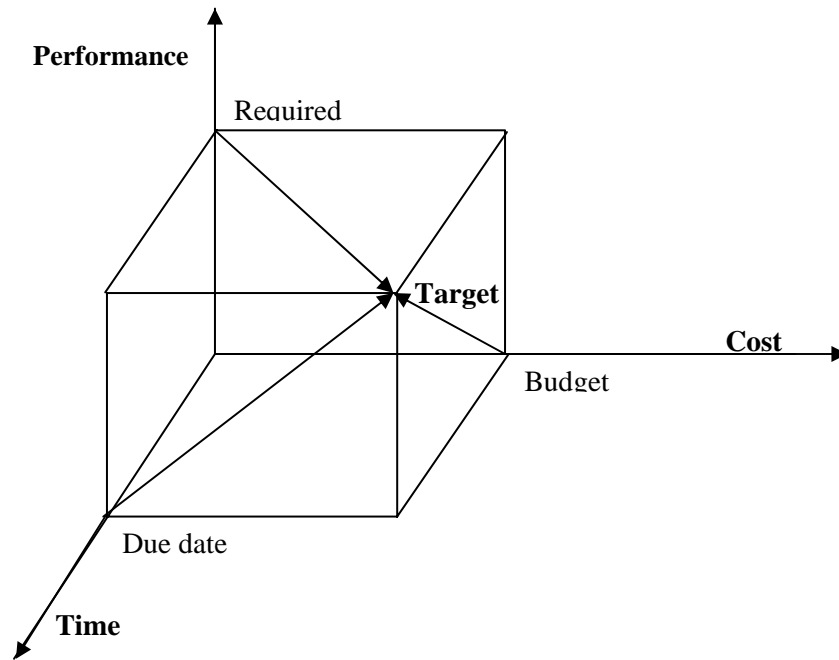 Performance
Required
Target
Cost
Budget
Due date
Time